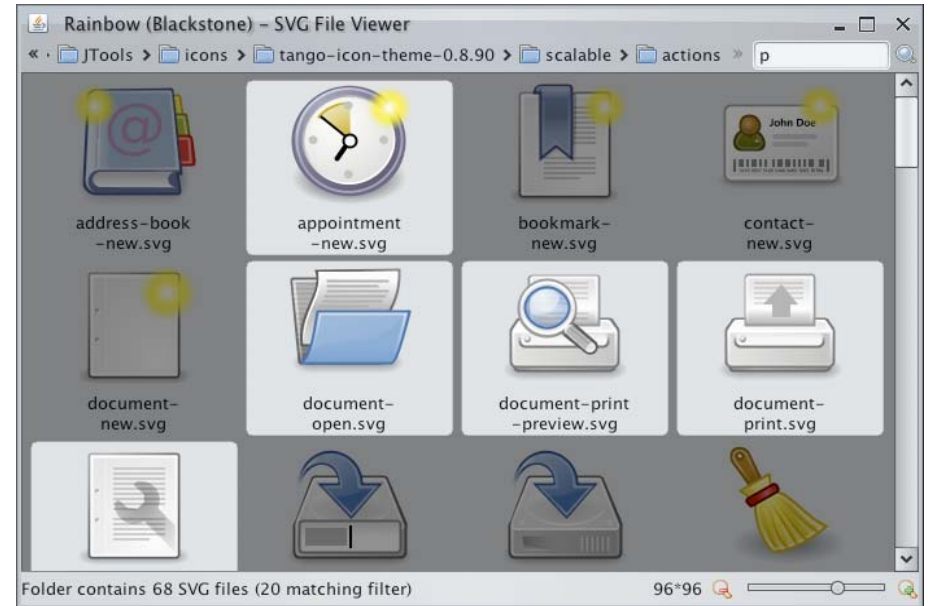 Rainbow (Blackstone) – SVG File Viewer
« · JTools > icons > tango-icon-theme-0.8.90 > scalable > actions » p
John Doe
address-book
-new.svg
appointment
-new.svg
bookmark-
new.svg
contact-
new.svg
document-
new.svg
document-
open.svg
document-print
-preview.svg
document-
print.svg
Folder contains 68 SVG files (20 matching filter)
96*96